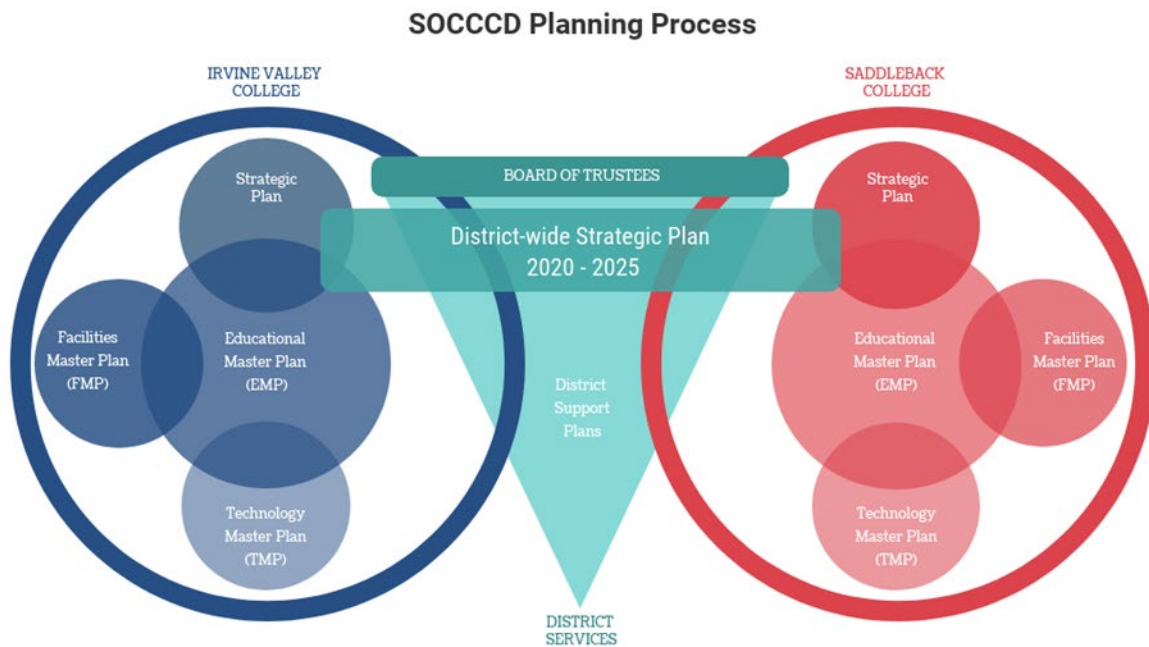 SOCCCD Planning Process
IRVINE VALLEY
COLLEGE
SADDLEBACK
COLLEGE
BOARD OF TRUSTEES
District-wide Strategic Plan
2020 - 2025
Strategic
Plan
Facilities
Master Plan
(FMP)
Educational
Master Plan
(EMP)
Technology
Master Plan
(TMP)
District
Support
Plans
DISTRICT
SERVICES
Strategic
Plan
Educational
Master Plan
(EMP)
Facilities
Master Plan
(FMP)
Technology
Master Plan
(TMP)